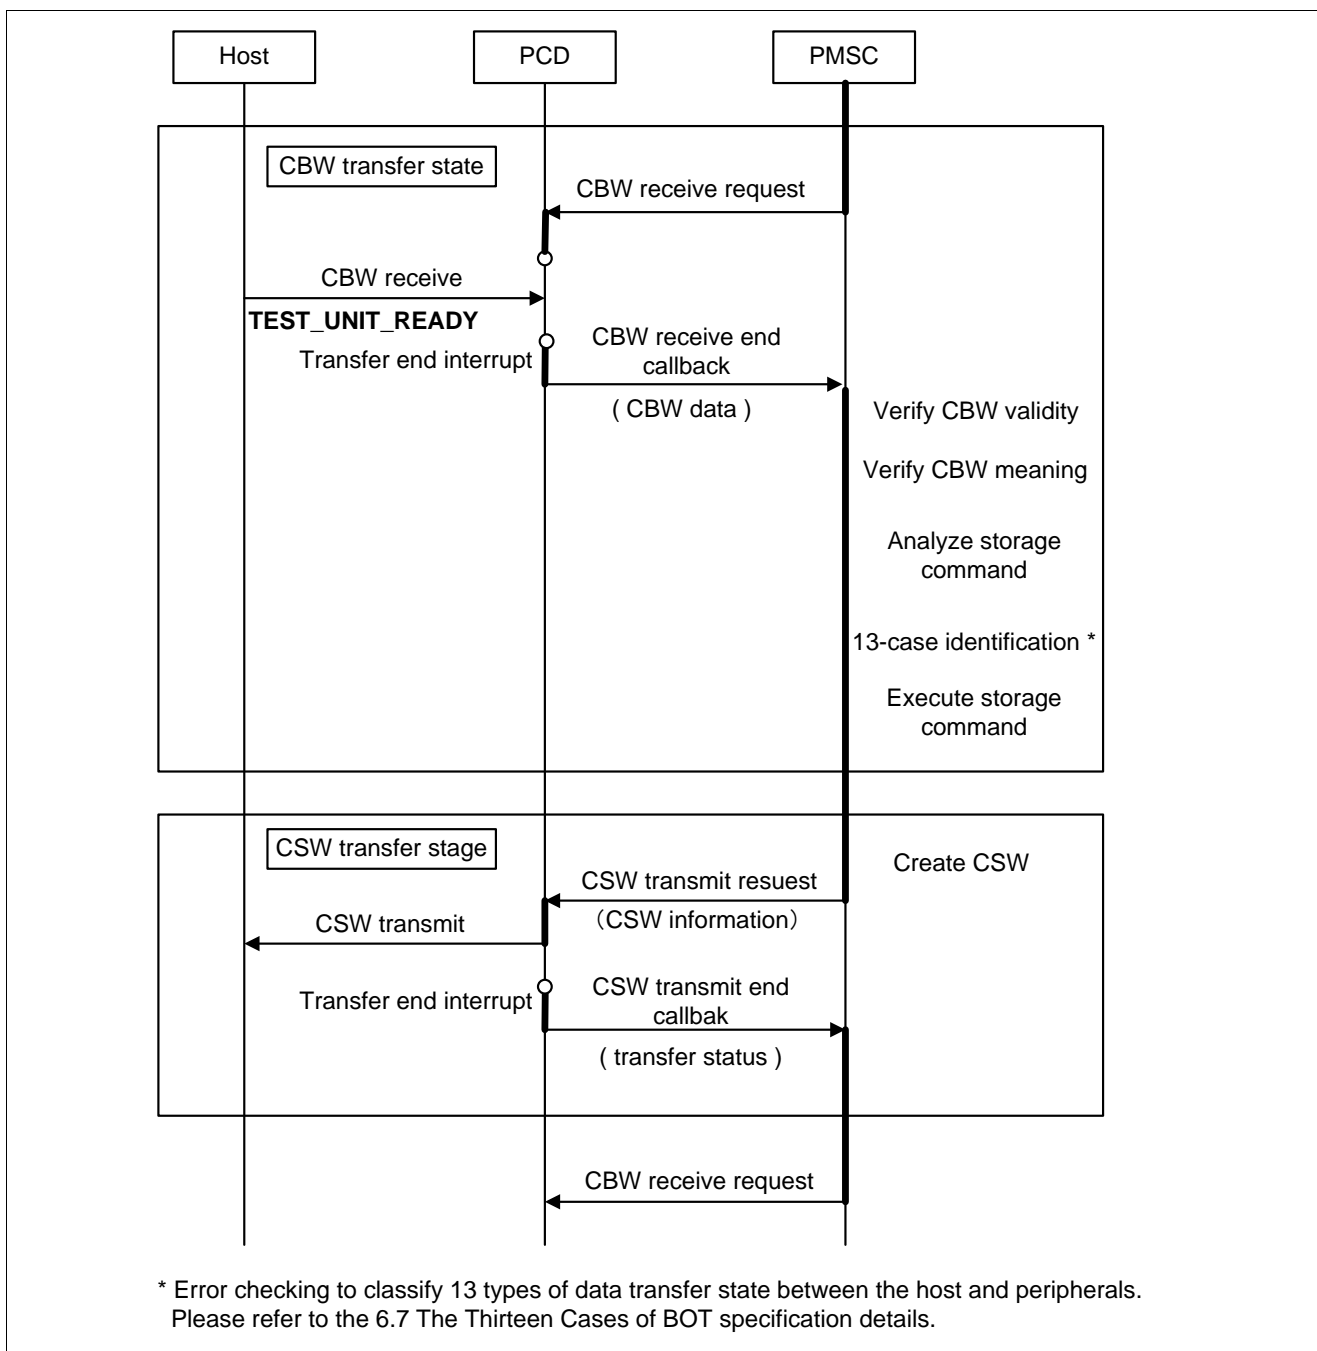 Host
PCD
PMSC
CBW transfer state
CBW receive request
CBW receive
TEST_UNIT_READY
Transfer end interrupt
CBW receive end
callback
( CBW data )
Verify CBW validity
Verify CBW meaning
Analyze storage
command
13-case identification *
Execute storage
command
CSW transfer stage
Create CSW
CSW transmit resuest
（CSW information）
CSW transmit
Transfer end interrupt
CSW transmit end
callbak
( transfer status )
CBW receive request
* Error checking to classify 13 types of data transfer state between the host and peripherals.
Please refer to the 6.7 The Thirteen Cases of BOT specification details.